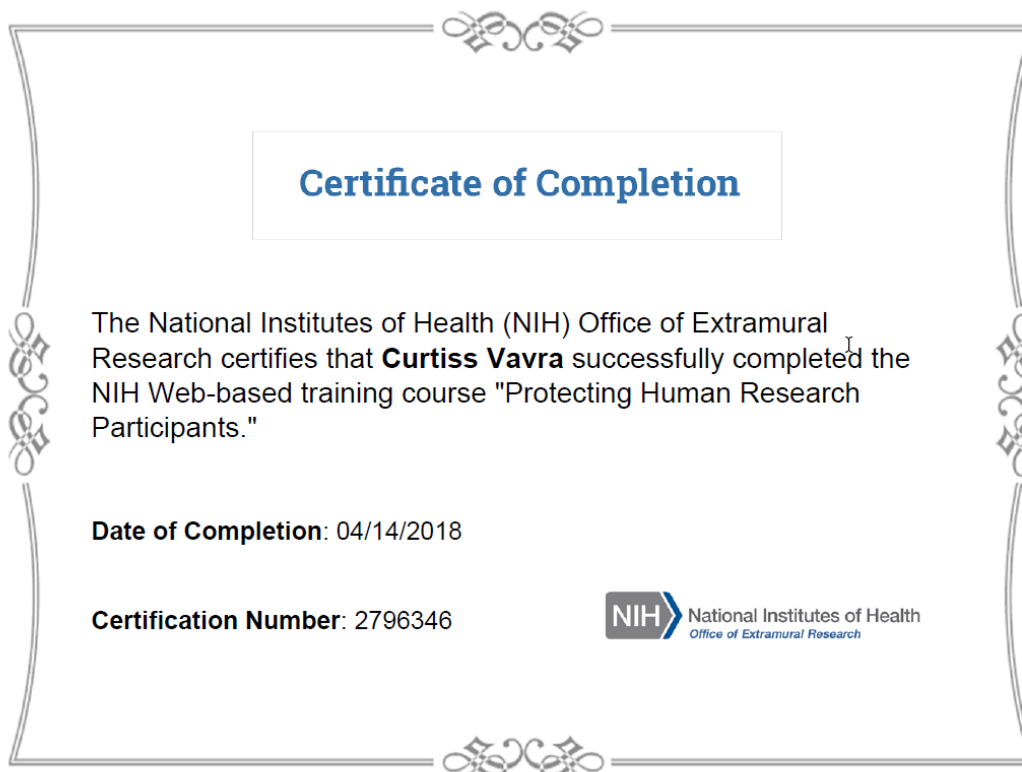 Certificate of Completion
The National Institutes of Health (NIH) Office of Extramural
Research certifies that Curtiss Vavra successfully completed the
NIH Web-based training course "Protecting Human Research
Participants."
Date of Completion: 04/14/2018
Certification Number: 2796346
NIH National Institutes of Health
Office of Extramural Research